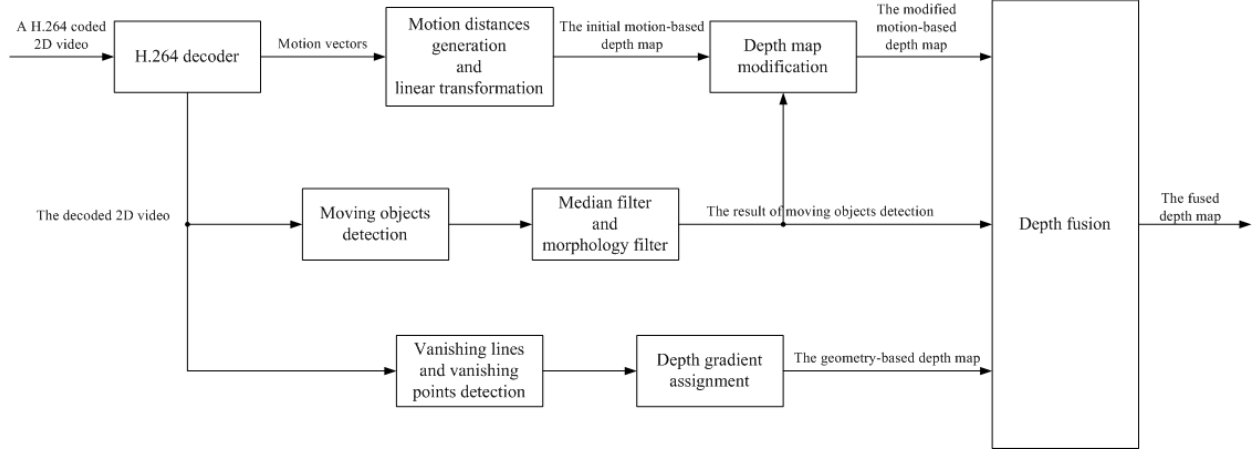 A H.264 coded
2D video
H.264 decoder
Motion vectors
Motion distances
generation
and
linear transformation
The initial motion-based
depth map
Depth map
modification
The modified
motion-based
depth map
The decoded 2D video
Moving objects
detection
Median filter
and
morphology filter
The result of moving objects detection
Depth fusion
The fused
depth map
Vanishing lines
and vanishing
points detection
Depth gradient
assignment
The geometry-based depth map